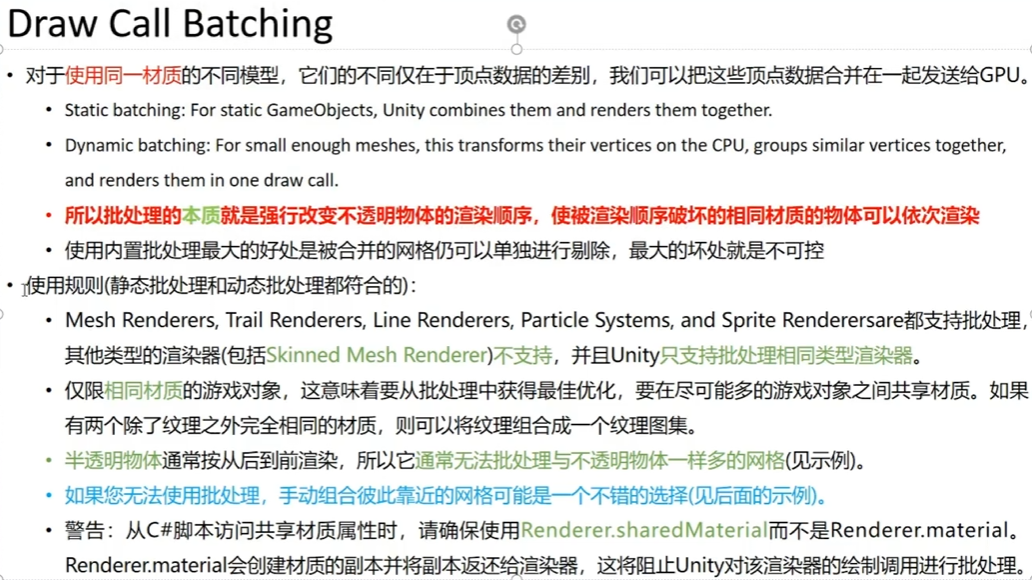 Draw Call Batching
• 对于使用同一材质的不同模型，它们的不同仅在于顶点数据的差别，我们可以把这些顶点数据合并在一起发送给GPU。
• Static batching: For static GameObjects, Unity combines them and renders them together.
• Dynamic batching: For small enough meshes, this transforms their vertices on the CPU, groups similar vertices together,
and renders them in one draw call.
• 所以批处理的本质就是强行改变不透明物体的渲染顺序，使被渲染顺序破坏的相同材质的物体可以依次渲染
• 使用内置批处理最大的好处是被合并的网格仍可以单独进行剔除，最大的坏处就是不可控
• 使用规则(静态批处理和动态批处理都符合的)：
• Mesh Renderers, Trail Renderers, Line Renderers, Particle Systems, and Sprite Renderersare都支持批处理，
其他类型的渲染器(包括Skinned Mesh Renderer)不支持，并且Unity只支持批处理相同类型渲染器。
• 仅限相同材质的游戏对象，这意味着要从批处理中获得最佳优化，要在尽可能多的游戏对象之间共享材质。如果
有两个除了纹理之外完全相同的材质，则可以将纹理组合成一个纹理图集。
• 半透明物体通常按从后到前渲染，所以它通常无法批处理与不透明物体一样多的网格(见示例)。
• 如果您无法使用批处理，手动组合彼此靠近的网格可能是一个不错的选择(见后面的示例)。
• 警告：从C#脚本访问共享材质属性时，请确保使用Renderer.sharedMaterial而不是Renderer.material。
Renderer.material会创建材质的副本并将副本返还给渲染器，这将阻止Unity对该渲染器的绘制调用进行批处理。